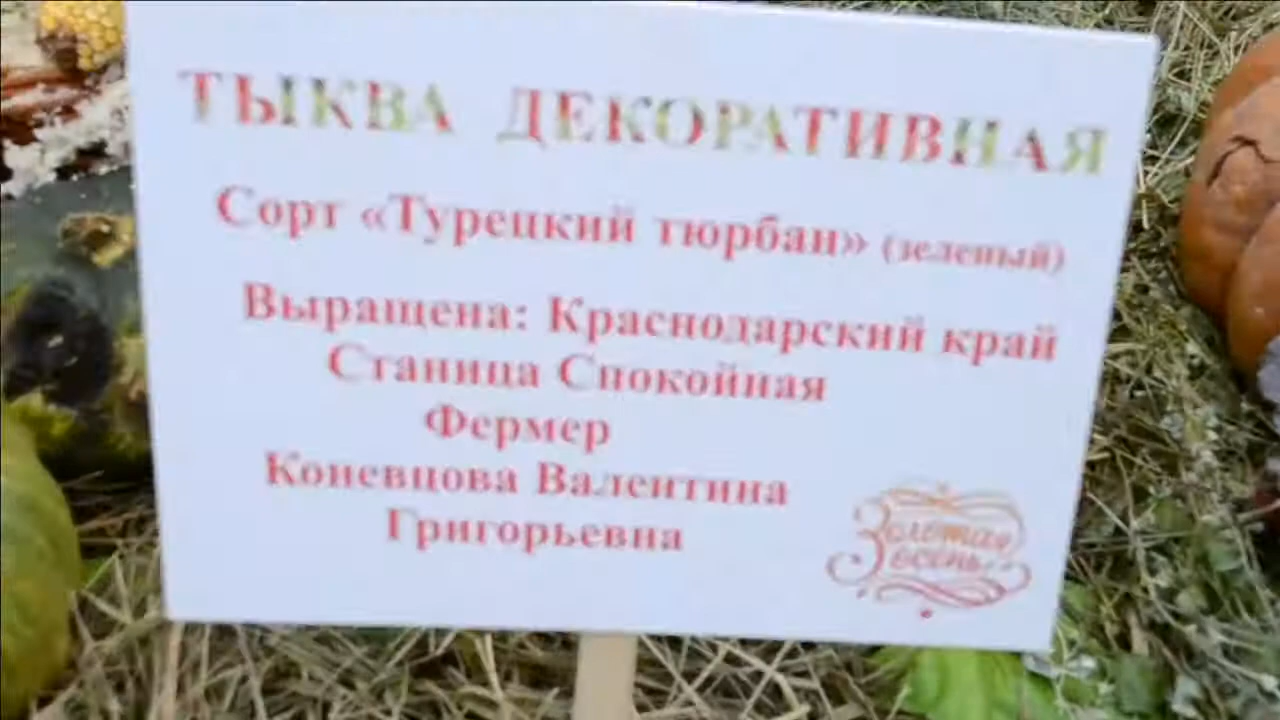 ТЫКВА ДЕКОРАТИВНАЯ
Сорт «Турецкий тюрбан» (зеленый)
Выращена: Краснодарский край
Станица Спокойная
Фермер
Коневцова Валентина
Григорьевна
Золотая
осень